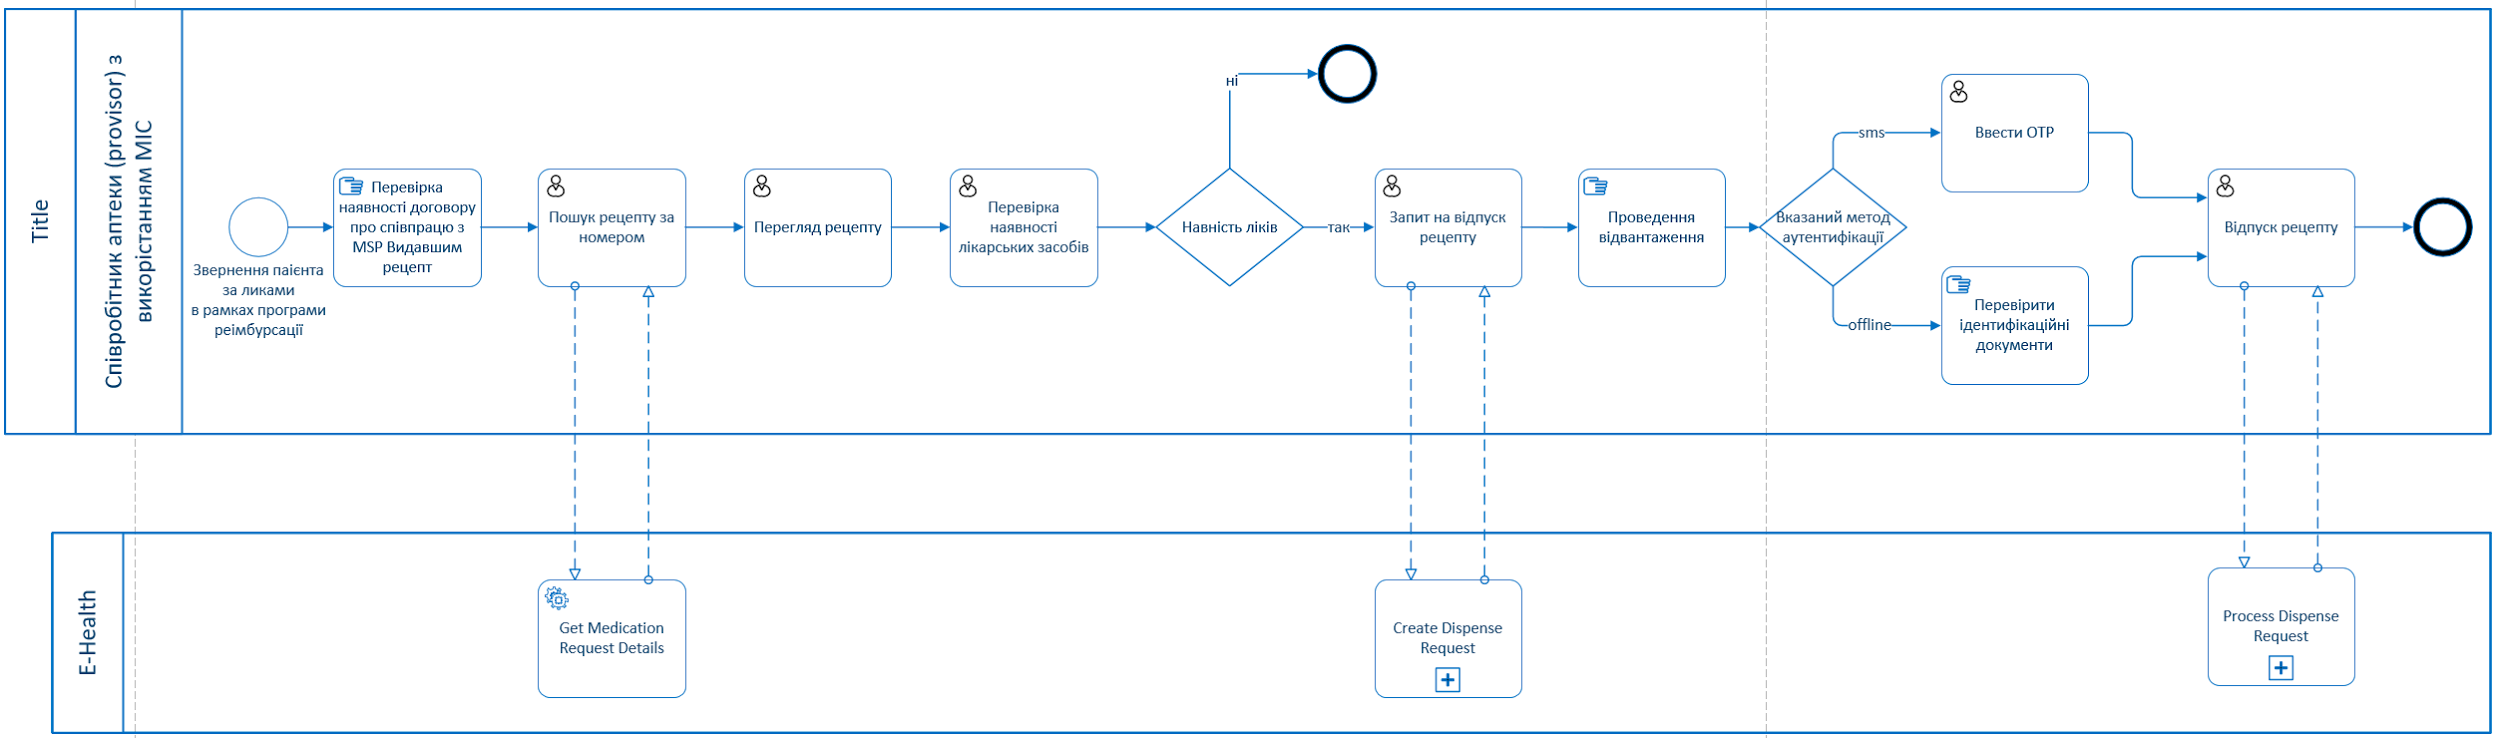 Title
Співробітник аптеки (provisor) з
використанням МІС
Звернення паієнта
за ликами
в рамках програми
реімбурсації
Перевірка
наявності договору
про співпрацю з
MSP Видавшим
рецепт
Пошук рецепту за
номером
Перегляд рецепту
Перевірка
наявності
лікарських засобів
Навність ліків
ні
так
Запит на відпуск
рецепту
Проведення
відвантаження
Вказаний метод
аутентифікації
sms
offline
Ввести OTP
Перевірити
ідентифікаційні
документи
Відпуск рецепту
E-Health
Get Medication
Request Details
Create Dispense
Request
Process Dispense
Request